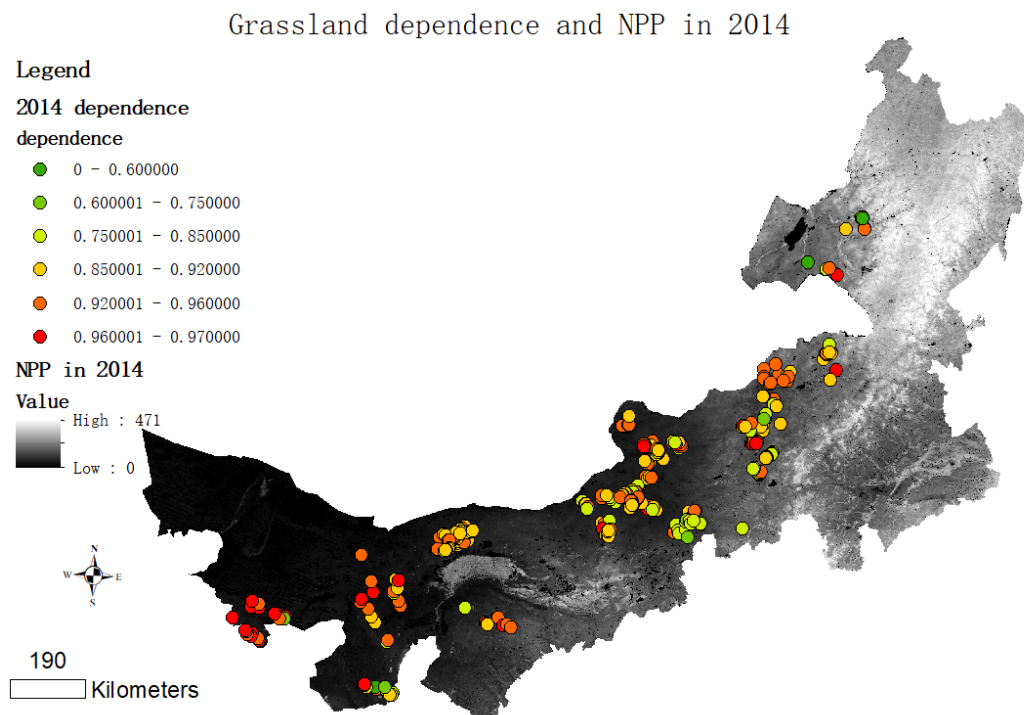 Grassland dependence and NPP in 2014
Legend
2014 dependence
dependence
0 - 0.600000
0.600001 - 0.750000
0.750001 - 0.850000
0.850001 - 0.920000
0.920001 - 0.960000
0.960001 - 0.970000
NPP in 2014
Value
High : 471
Low : 0
N
W E
S
190
Kilometers